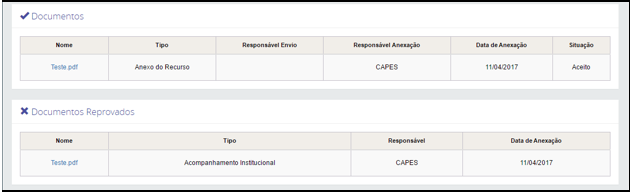 Documentos
Nome Tipo Responsável Envio Responsável Anexação Data de Anexação Situação
Teste.pdf Anexo do Recurso CAPES 11/04/2017 Aceito
Documentos Reprovados
Nome Tipo Responsável Data de Anexação
Teste.pdf Acompanhamento Institucional CAPES 11/04/2017